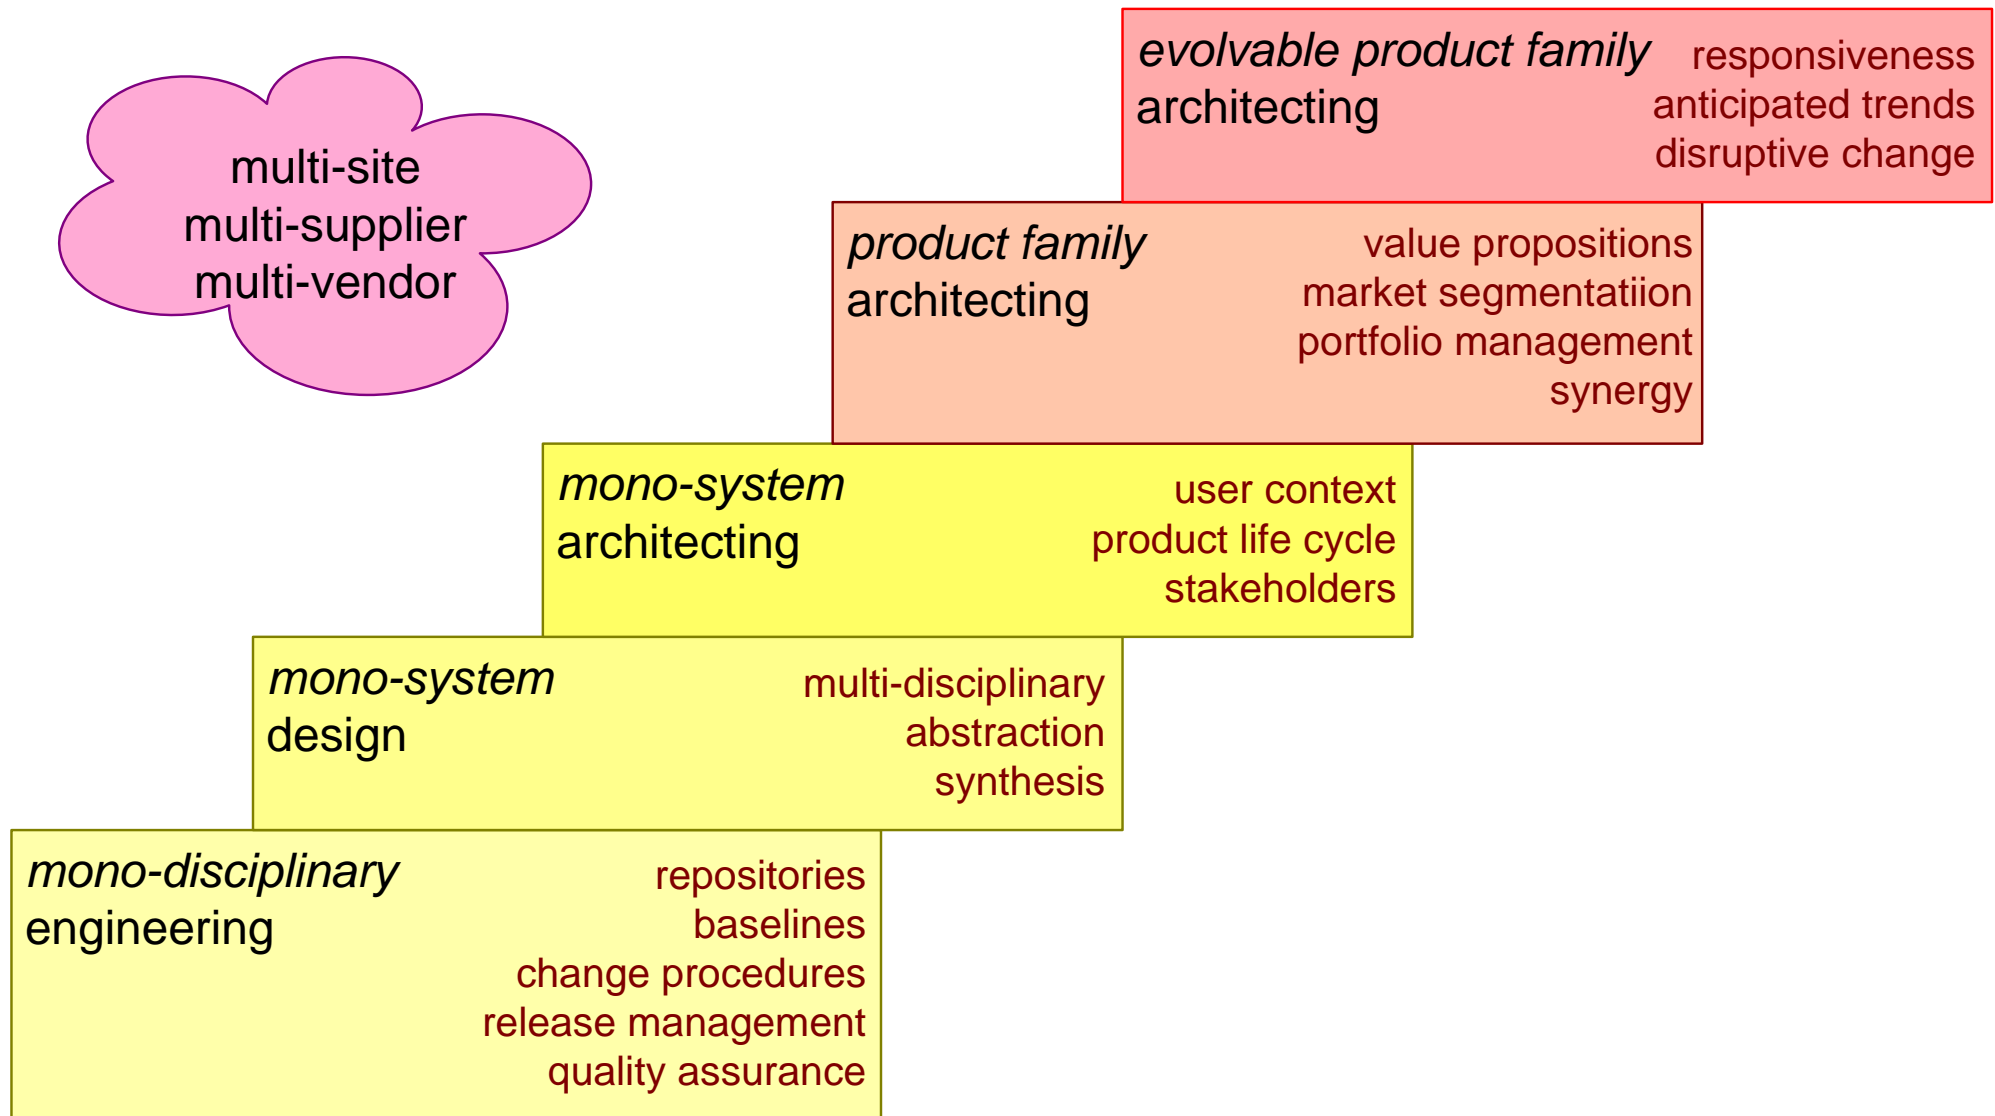 multi-site
multi-supplier
multi-vendor
evolvable product family
architecting
responsiveness
anticipated trends
disruptive change
product family
architecting
value propositions
market segmentatiion
portfolio management
synergy
mono-system
architecting
user context
product life cycle
stakeholders
mono-system
design
multi-disciplinary
abstraction
synthesis
mono-disciplinary
engineering
repositories
baselines
change procedures
release management
quality assurance